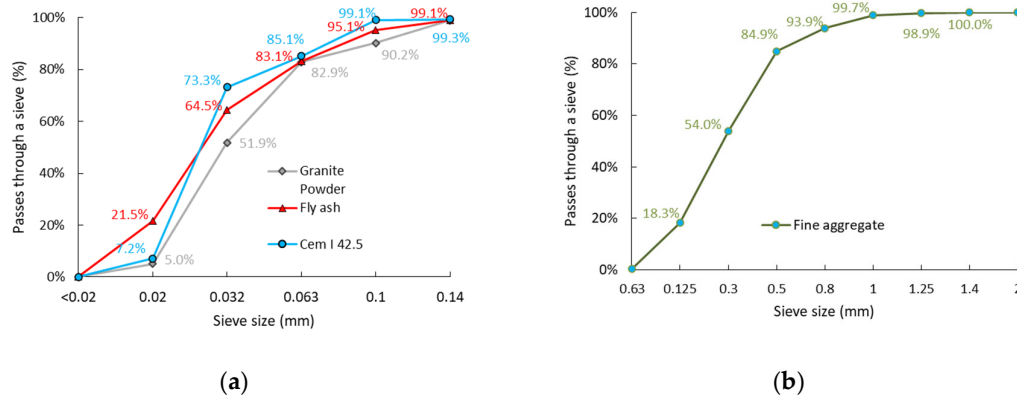 100%
80%
60%
40%
20%
0%
Passes through a sieve (%)
99.1%
99.1%
95.1%
99.3%
85.1%
83.1%
90.2%
82.9%
73.3%
64.5%
51.9%
21.5%
7.2%
5.0%
Granite
Powder
Fly ash
Cem I 42.5
<0.02 0.02 0.032 0.063 0.1 0.14
Sieve size (mm)
(a)
100%
80%
60%
40%
20%
0%
Passes through a sieve (%)
99.7%
93.9%
98.9%
100.0%
84.9%
54.0%
18.3%
Fine aggregate
0.63 0.125 0.3 0.5 0.8 1 1.25 1.4
Sieve size (mm)
(b)